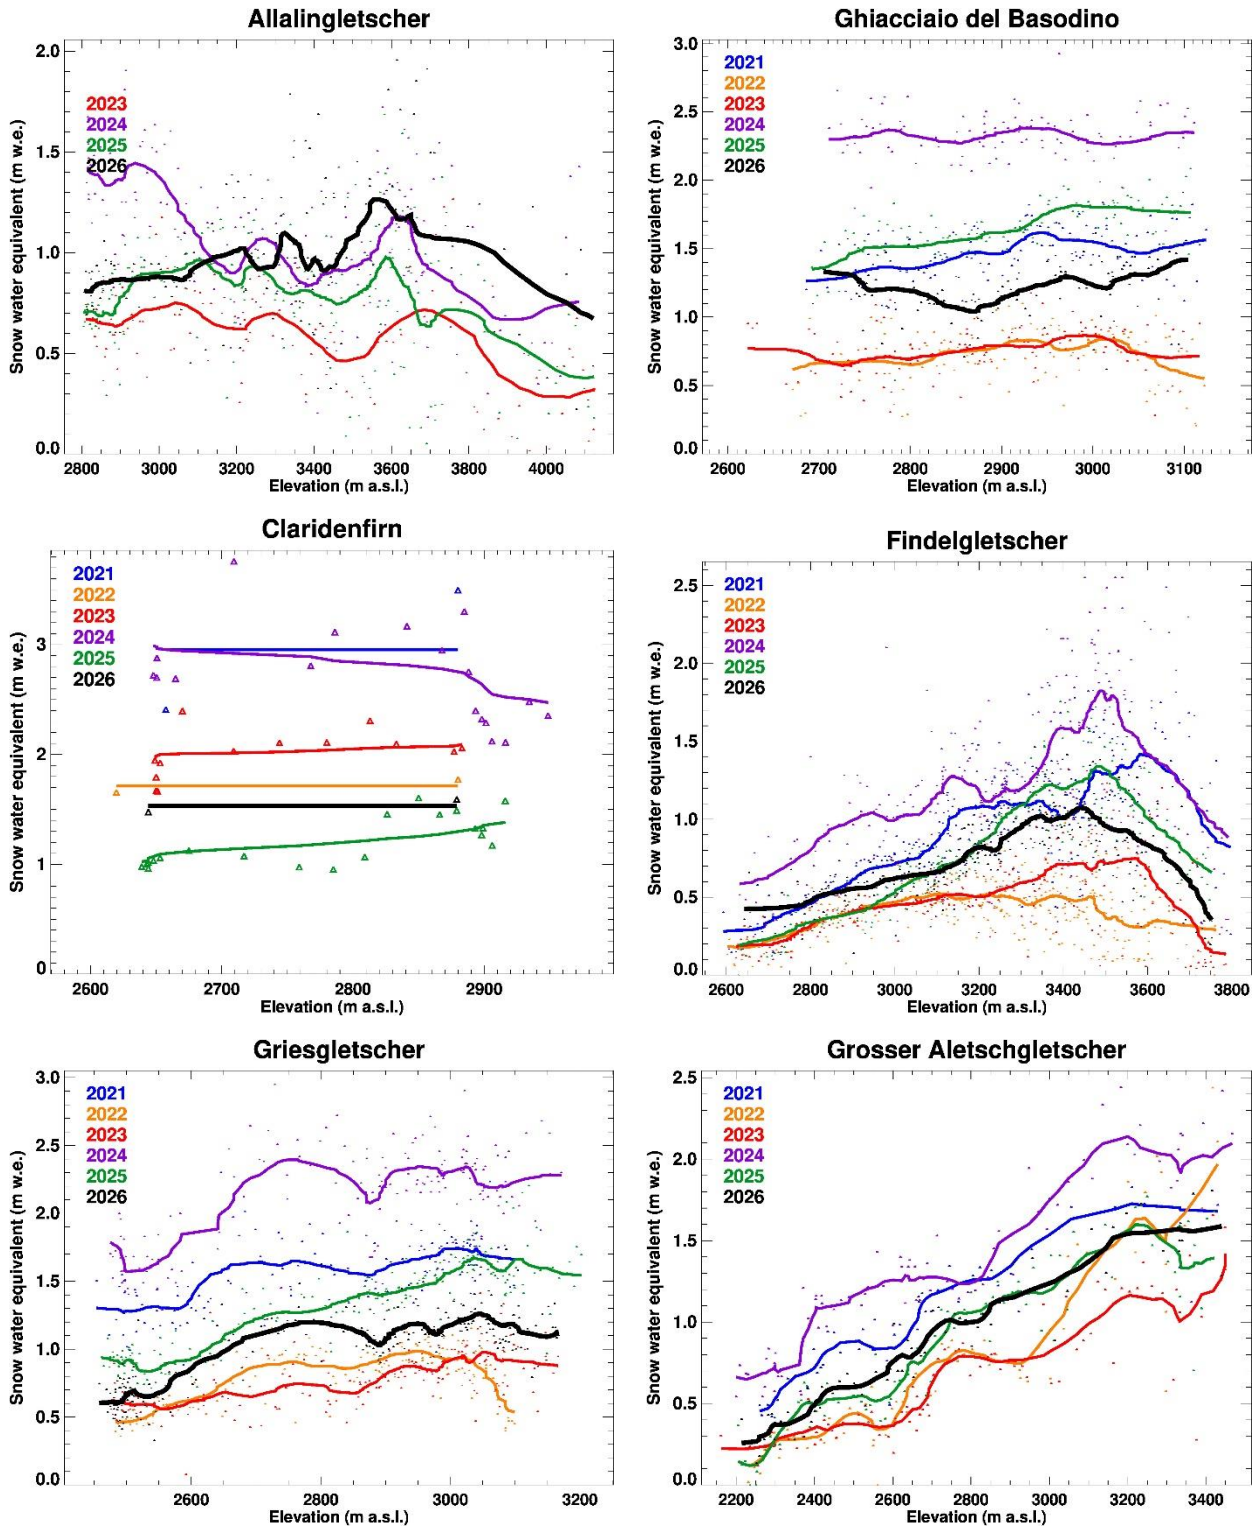 Allalingletscher
2.0
1.5
1.0
0.5
0.0
Snow water equivalent (m w.e.)
2023
2024
2025
2026
2800 3000 3200 3400 3600 3800 4000
Elevation (m a.s.l.)
Ghiacciaio del Basodino
3.0
2.5
2.0
1.5
1.0
0.5
0.0
Snow water equivalent (m w.e.)
2021
2022
2023
2024
2025
2026
2600 2700 2800 2900 3000 3100
Elevation (m a.s.l.)
Claridenfirn
3
2
1
0
Snow water equivalent (m w.e.)
2021
2022
2023
2024
2025
2026
2600 2700 2800 2900
Elevation (m a.s.l.)
Findelgletscher
2.5
2.0
1.5
1.0
0.5
0.0
Snow water equivalent (m w.e.)
2021
2022
2023
2024
2025
2026
2600 2800 3000 3200 3400 3600 3800
Elevation (m a.s.l.)
Griesgletscher
3.0
2.5
2.0
1.5
1.0
0.5
0.0
Snow water equivalent (m w.e.)
2021
2022
2023
2024
2025
2026
2600 2800 3000 3200
Elevation (m a.s.l.)
Grosser Aletschgletscher
2.5
2.0
1.5
1.0
0.5
0.0
Snow water equivalent (m w.e.)
2021
2022
2023
2024
2025
2026
2200 2400 2600 2800 3000 3200 3400
Elevation (m a.s.l.)